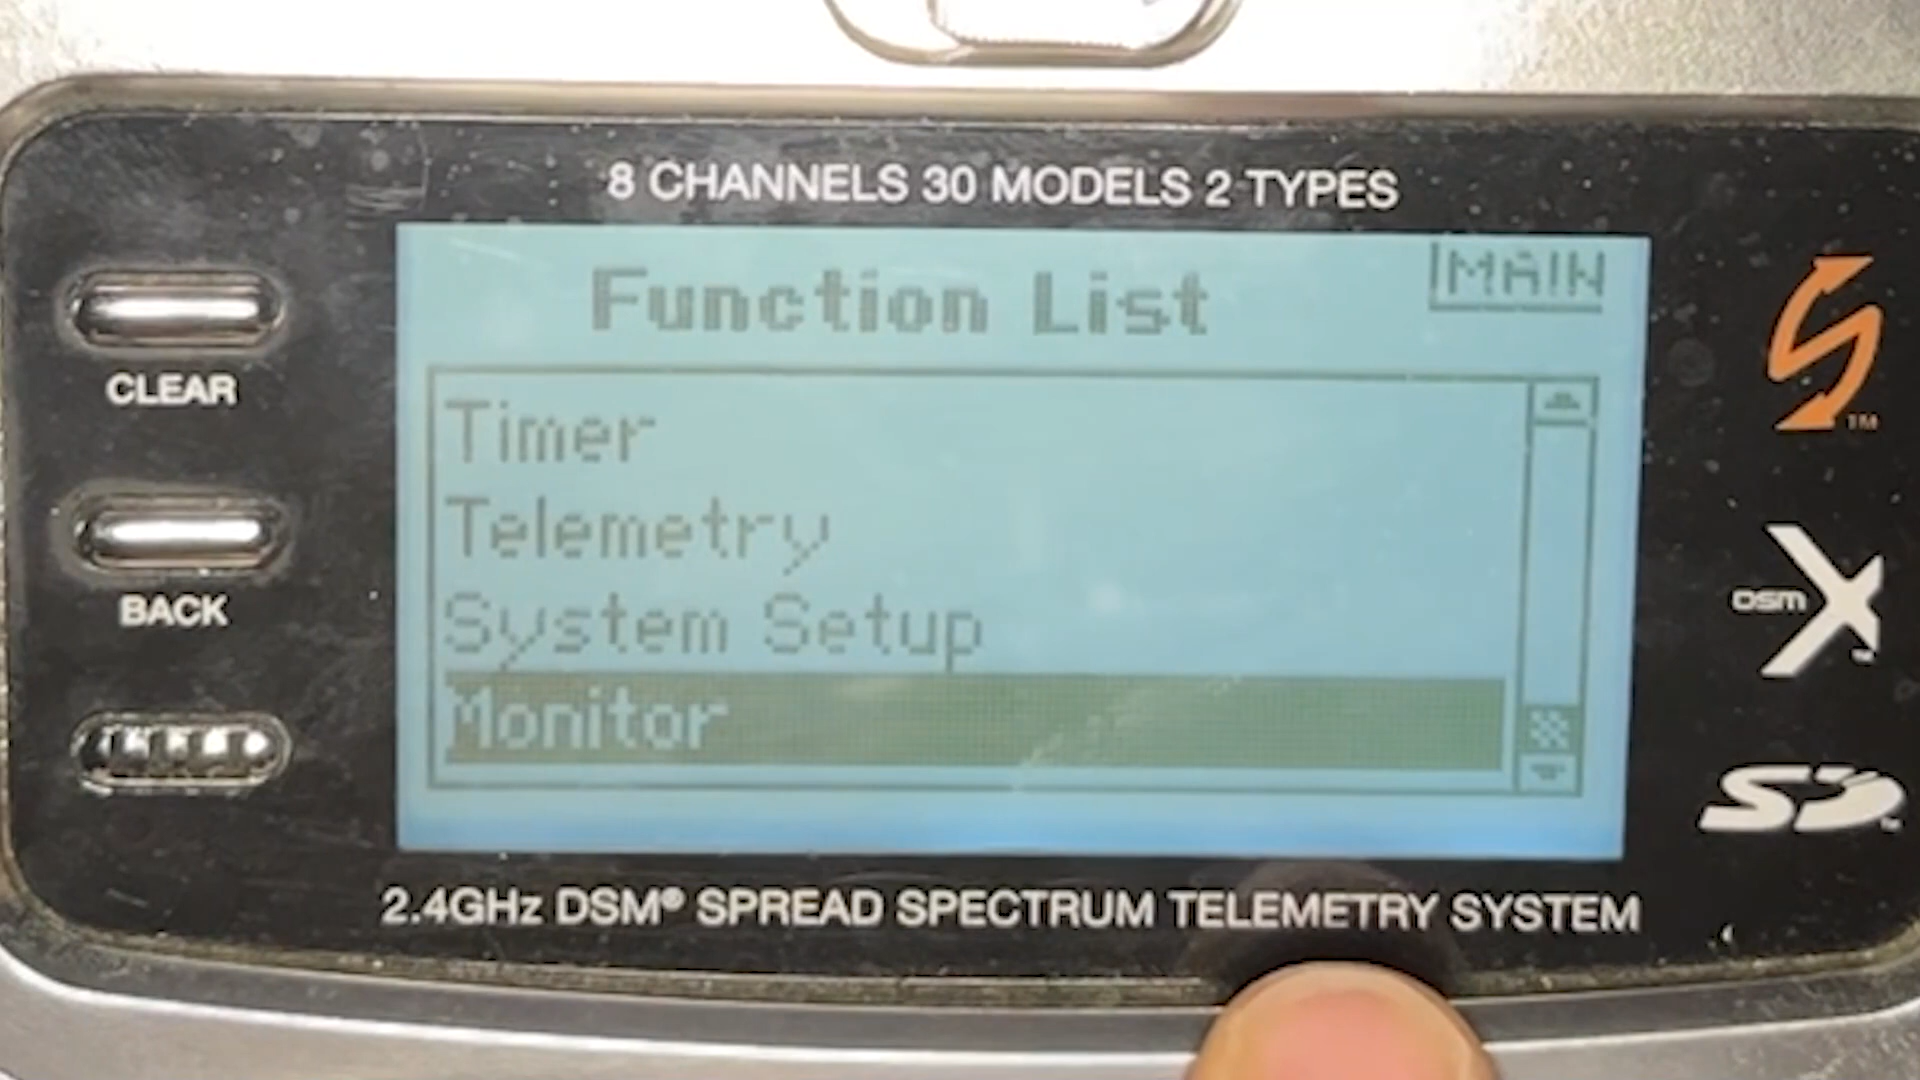 8 CHANNELS 30 MODELS 2 TYPES
Function List
MAIN
Timer
Telemetry
System Setup
Monitor
CLEAR
BACK
TM
DSM X
SD
2.4GHz DSM® SPREAD SPECTRUM TELEMETRY SYSTEM